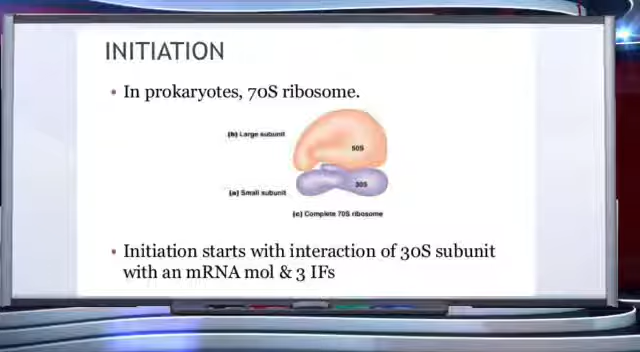 INITIATION
• In prokaryotes, 70S ribosome.
(b) Large subunit
50S
30S
(a) Small subunit
(c) Complete 70S ribosome
• Initiation starts with interaction of 30S subunit
with an mRNA mol & 3 IFs